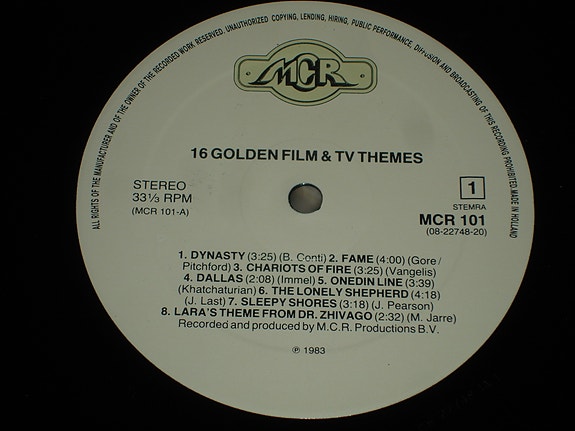 ALL RIGHTS OF THE MANUFACTURER AND OF THE OWNER OF THE RECORDED WORK RESERVED. UNAUTHORIZED COPYING, LENDING, HIRING, PUBLIC PERFORMANCE, DIFFUSION AND BROADCASTING OF THIS RECORDING PROHIBITED. MADE IN HOLLAND
MCR
16 GOLDEN FILM & TV THEMES
STEREO
33⅓ RPM
(MCR 101-A)
1
STEMRA
MCR 101
(08-22748-20)
1. DYNASTY (3:25) (B. Conti) 2. FAME (4:00) (Gore/
Pitchford) 3. CHARIOTS OF FIRE (3:25) (Vangelis)
4. DALLAS (2:08) (Immel) 5. ONEDIN LINE (3:39)
(Khatchaturian) 6. THE LONELY SHEPHERD (4:18)
(J. Last) 7. SLEEPY SHORES (3:18) (J. Pearson)
8. LARA'S THEME FROM DR. ZHIVAGO (2:32) (M. Jarre)
Recorded and produced by M.C.R. Productions B.V.
℗ 1983